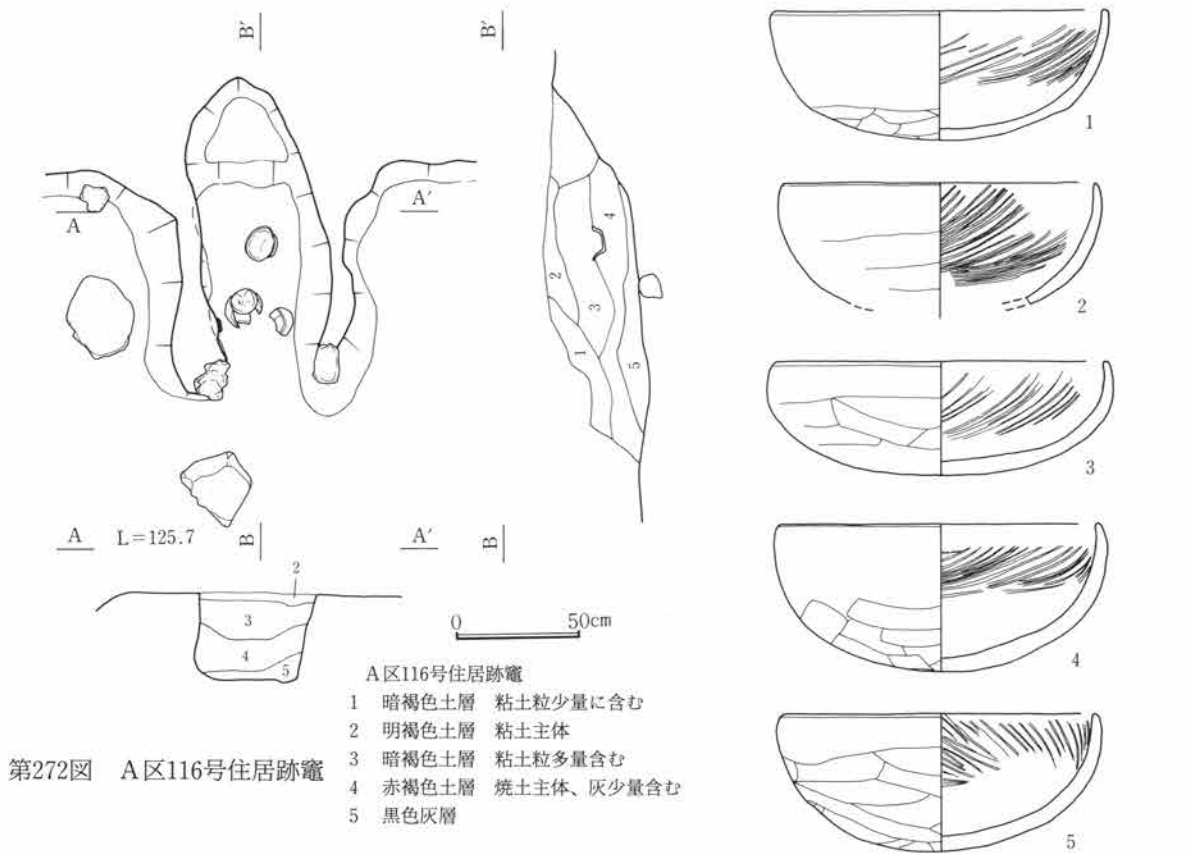 B′
B′
A
A′
4
2
3
1
5
A L=125.7
B
A′
B
2
3
4
5
0 50cm
A区116号住居跡竈
1 暗褐色土層 粘土粒少量に含む
2 明褐色土層 粘土主体
3 暗褐色土層 粘土粒多量含む
4 赤褐色土層 焼土主体、灰少量含む
5 黒色灰層
第272図 A区116号住居跡竈
1
2
3
4
5